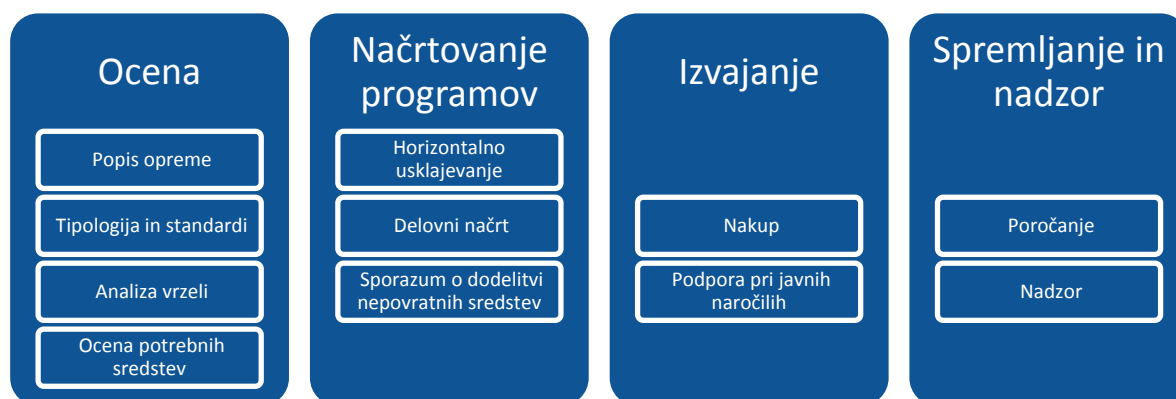 Ocena
Popis opreme
Tipologija in standardi
Analiza vrzeli
Ocena potrebnih
sredstev
Načrtovanje
programov
Horizontalno
usklajevanje
Delovni načrt
Sporazum o dodelitvi
nepovratnih sredstev
Izvajanje
Nakup
Podpora pri javnih
naročilih
Spremljanje in
nadzor
Poročanje
Nadzor